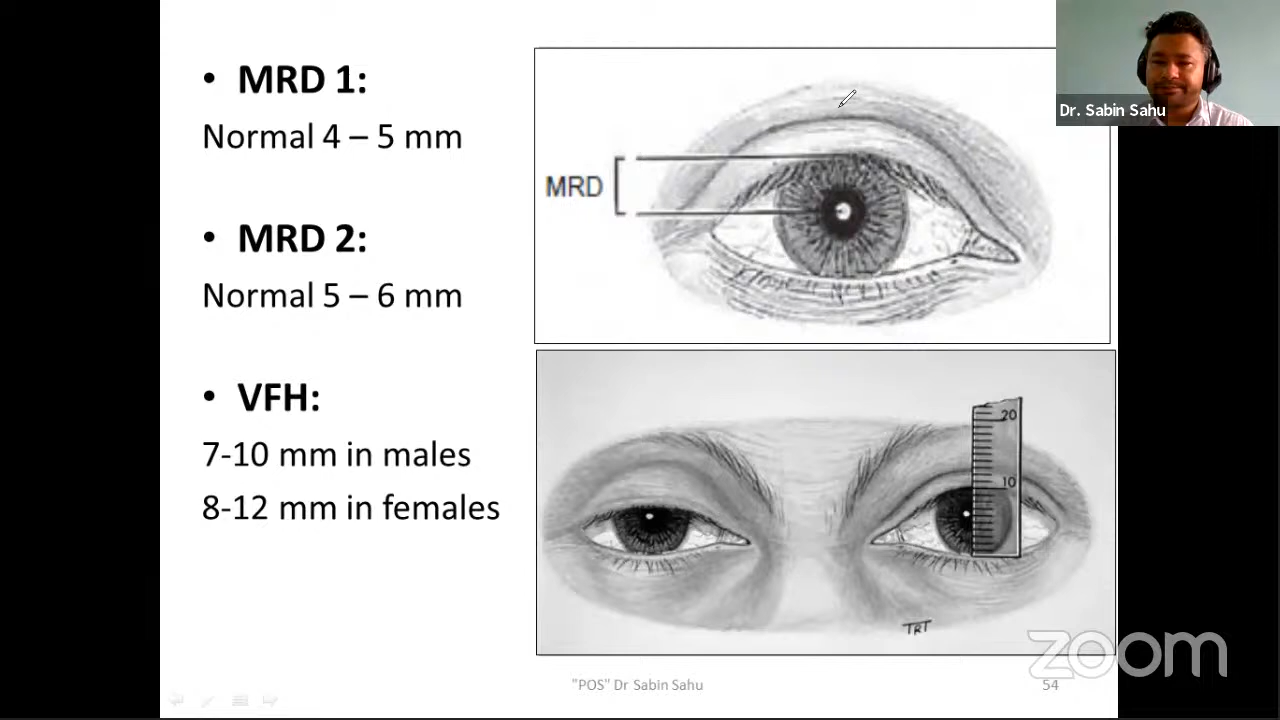 • MRD 1:
Normal 4 – 5 mm
• MRD 2:
Normal 5 – 6 mm
• VFH:
7-10 mm in males
8-12 mm in females
MRD
20
10
TRT
Dr. Sabin Sahu
"POS" Dr Sabin Sahu
54
zoom